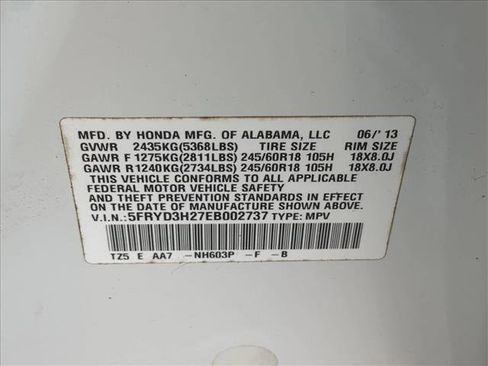 MFD. BY HONDA MFG. OF ALABAMA, LLC 06/'13
GVWR 2435KG(5368LBS) TIRE SIZE RIM SIZE
GAWR F 1275KG(2811LBS) 245/60R18 105H 18X8.0J
GAWR R1240KG(2734LBS) 245/60R18 105H 18X8.0J
THIS VEHICLE CONFORMS TO ALL APPLICABLE
FEDERAL MOTOR VEHICLE SAFETY
AND THEFT PREVENTION STANDARDS IN EFFECT
ON THE DATE OF MANUFACTURE SHOWN ABOVE.
V.I.N.: 5FRYD3H27EB002737 TYPE: MPV
TZ5 E AA7 -NH603P -F -B